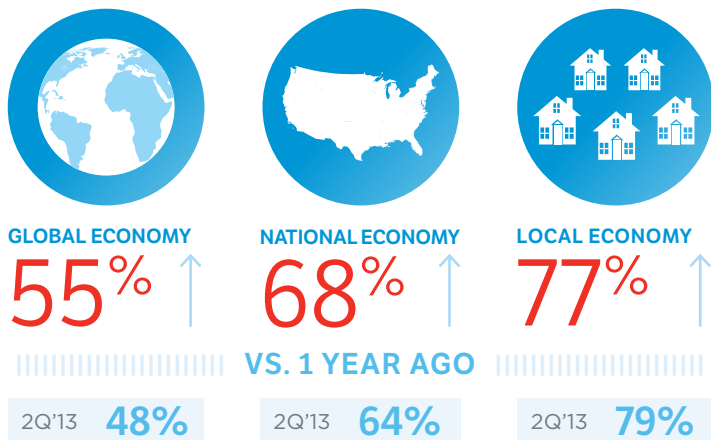 GLOBAL ECONOMY
55%
NATIONAL ECONOMY
68%
LOCAL ECONOMY
77%
VS. 1 YEAR AGO
2Q'13 48%
2Q'13 64%
2Q'13 79%